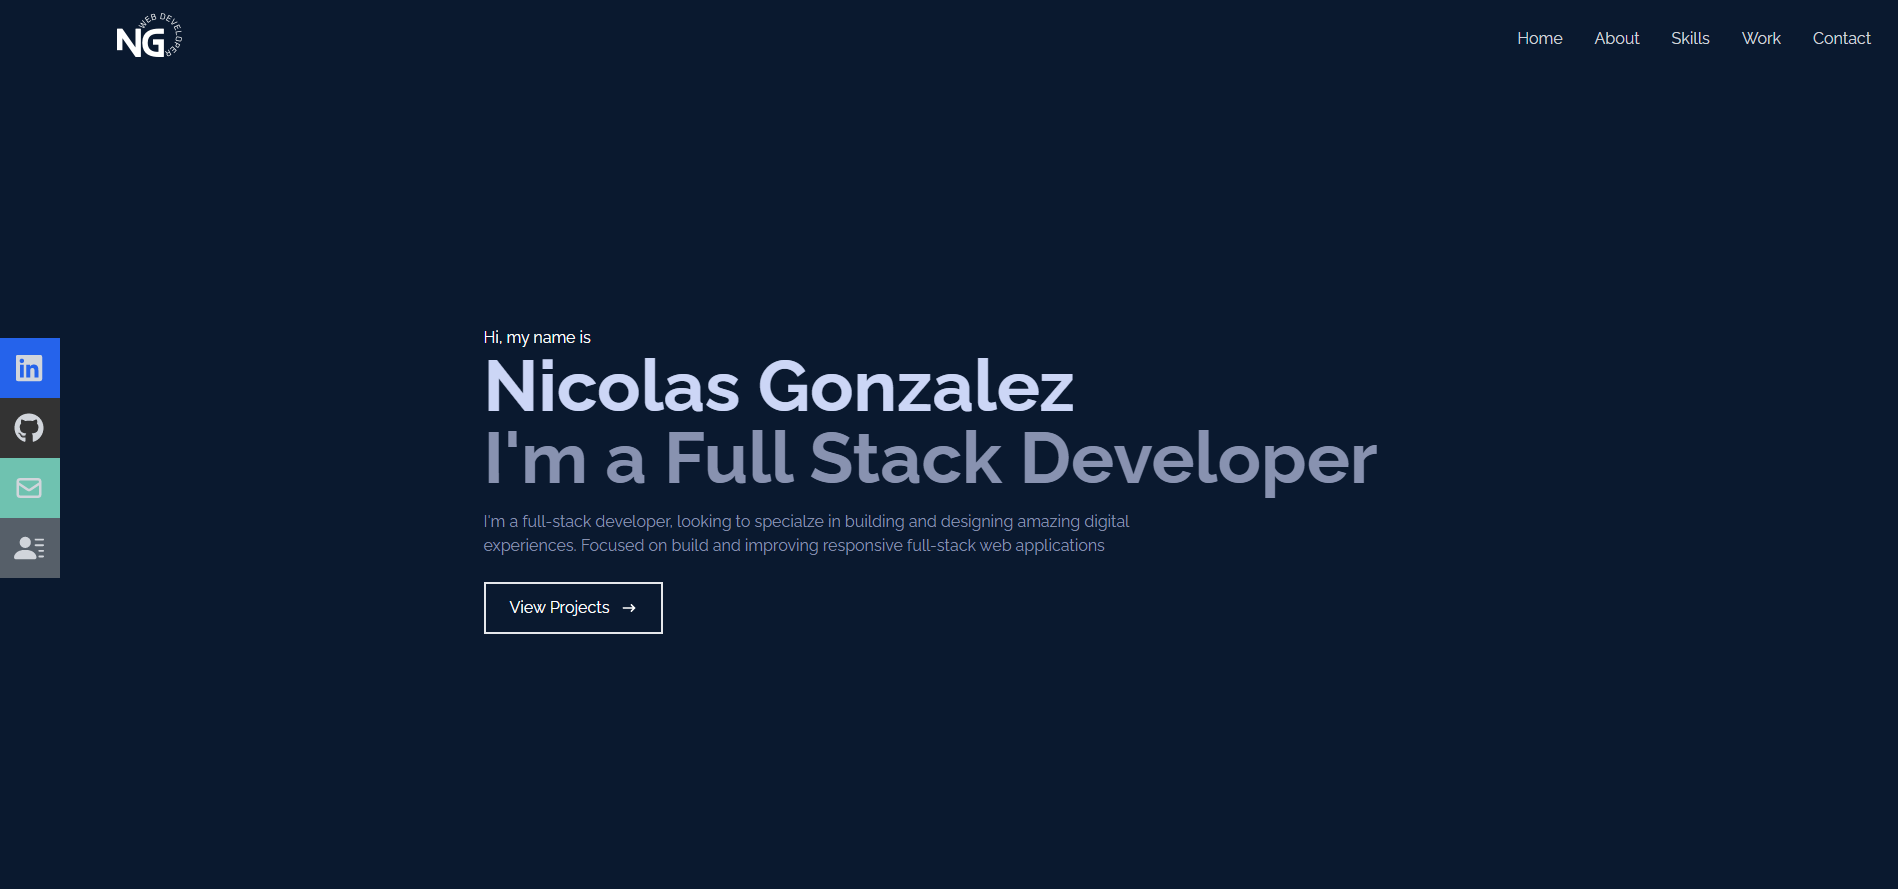 WEB DEVELOPER
NG
Home About Skills Work Contact
Hi, my name is
Nicolas Gonzalez
I'm a Full Stack Developer
I'm a full-stack developer, looking to specialze in building and designing amazing digital
experiences. Focused on build and improving responsive full-stack web applications
View Projects →
in